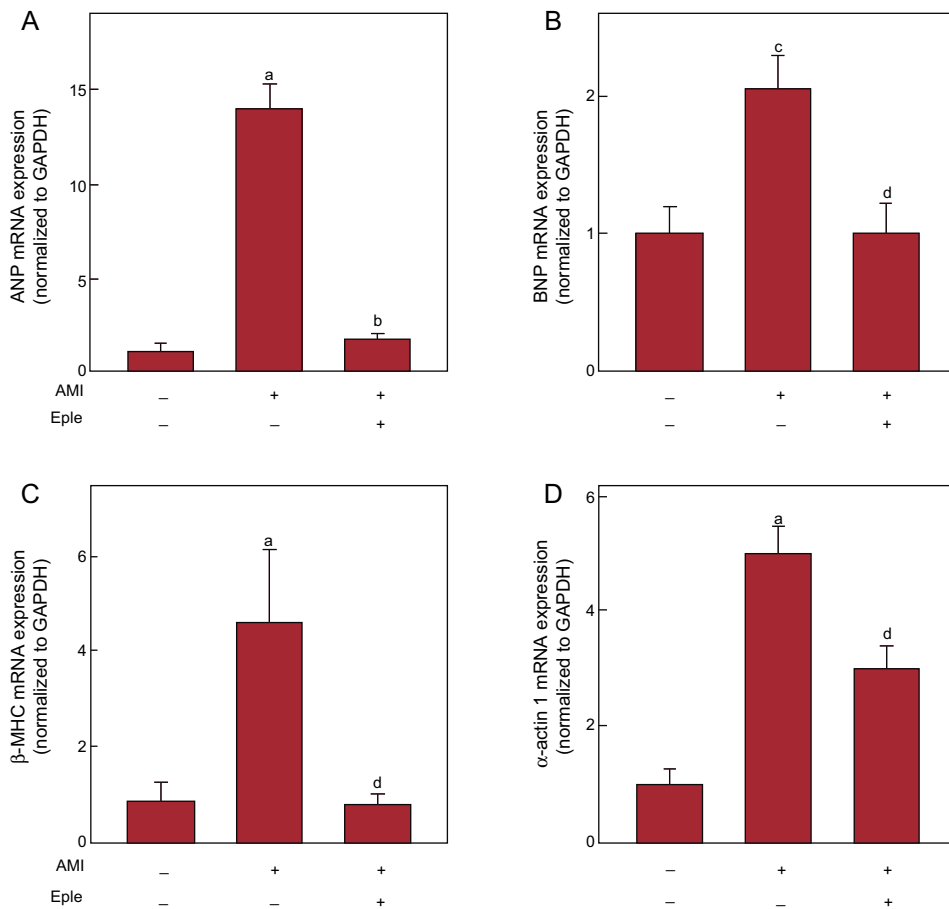 A
ANP mRNA expression
(normalized to GAPDH)
15
10
5
0
a
b
AMI – + +
Eple – – +
B
BNP mRNA expression
(normalized to GAPDH)
2
1
0
c
d
– + +
– – +
C
β-MHC mRNA expression
(normalized to GAPDH)
6
4
2
0
a
d
AMI – + +
Eple – – +
D
α-actin 1 mRNA expression
(normalized to GAPDH)
6
4
2
0
a
d
– + +
– – +